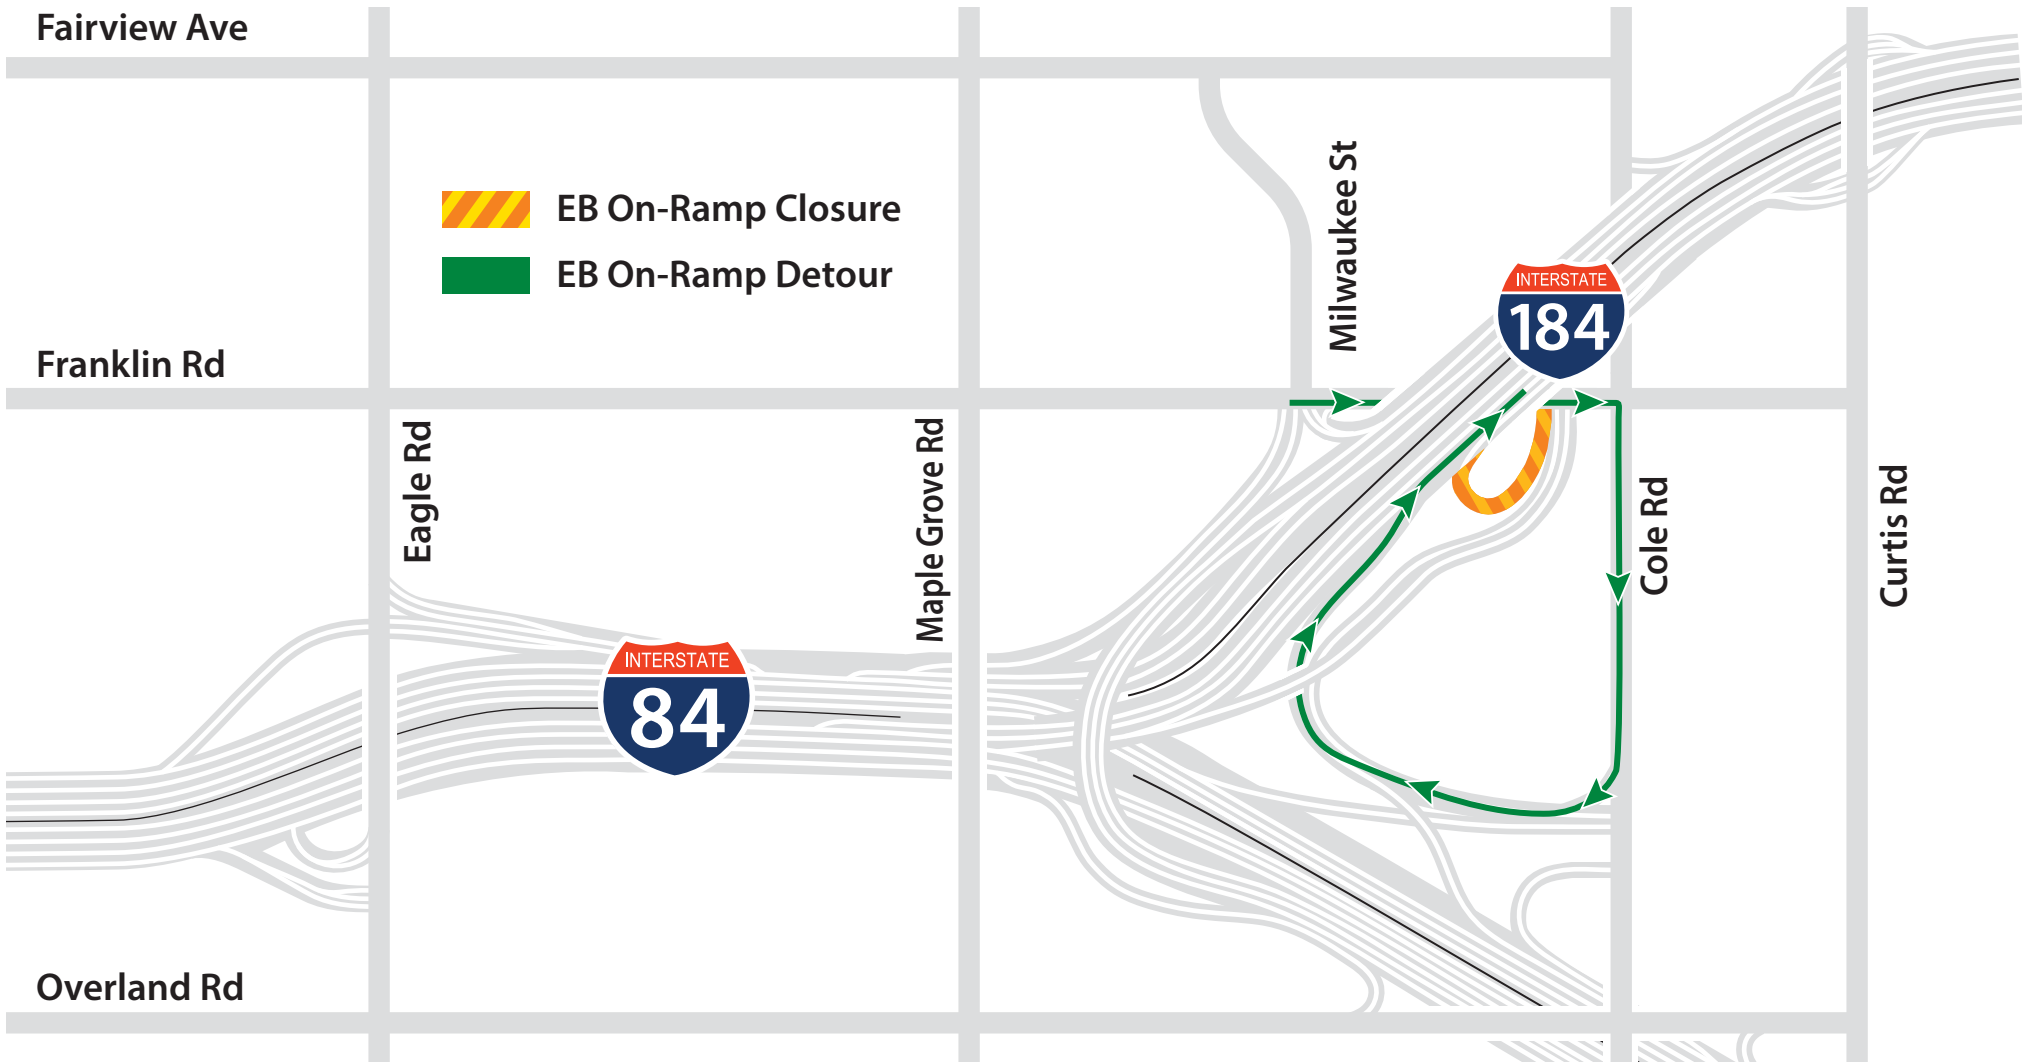 Fairview Ave
Milwaukee St
EB On-Ramp Closure
EB On-Ramp Detour
INTERSTATE
184
Franklin Rd
Eagle Rd
Maple Grove Rd
Cole Rd
Curtis Rd
INTERSTATE
84
Overland Rd